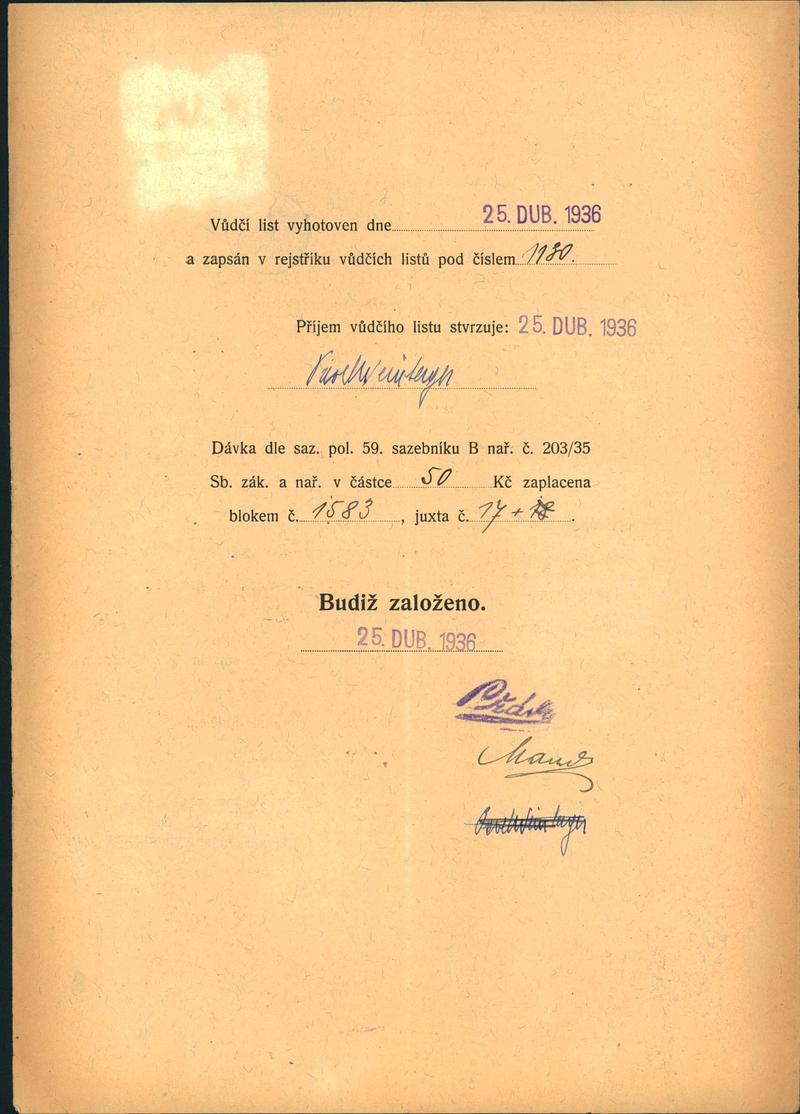 Vůdčí list vyhotoven dne 25. DUB. 1936
a zapsán v rejstříku vůdčích listů pod číslem 1130.
Příjem vůdčího listu stvrzuje: 25. DUB. 1936
Dávka dle saz. pol. 59. sazebníku B nař. č. 203/35
Sb. zák. a nař. v částce 50 Kč zaplacena
blokem č. 1583, juxta č. 17 +
Budiž založeno.
25. DUB. 1936